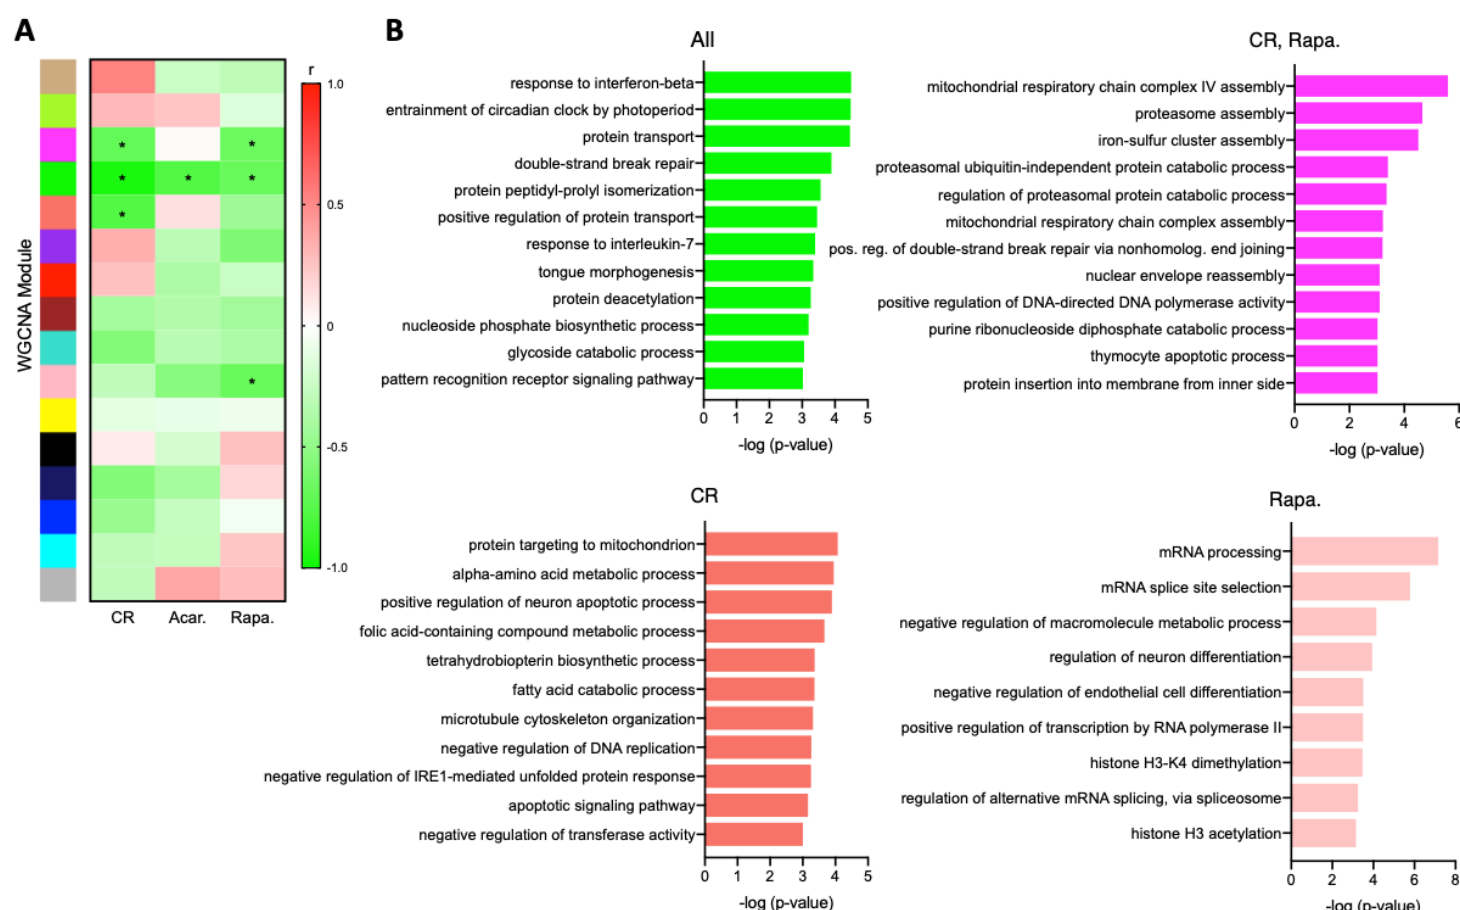 A
WGCNA Module
*
*
*
*
*
*
*
CR
Acar.
Rapa.
r
1.0
0.5
0
-0.5
-1.0
B
All
response to interferon-beta
entrainment of circadian clock by photoperiod
protein transport
double-strand break repair
protein peptidyl-prolyl isomerization
positive regulation of protein transport
response to interleukin-7
tongue morphogenesis
protein deacetylation
nucleoside phosphate biosynthetic process
glycoside catabolic process
pattern recognition receptor signaling pathway
0 1 2 3 4 5
-log (p-value)
CR, Rapa.
mitochondrial respiratory chain complex IV assembly
proteasome assembly
iron-sulfur cluster assembly
proteasomal ubiquitin-independent protein catabolic process
regulation of proteasomal protein catabolic process
mitochondrial respiratory chain complex assembly
pos. reg. of double-strand break repair via nonhomolog. end joining
nuclear envelope reassembly
positive regulation of DNA-directed DNA polymerase activity
purine ribonucleoside diphosphate catabolic process
thymocyte apoptotic process
protein insertion into membrane from inner side
0 2 4 6
-log (p-value)
CR
protein targeting to mitochondrion
alpha-amino acid metabolic process
positive regulation of neuron apoptotic process
folic acid-containing compound metabolic process
tetrahydrobiopterin biosynthetic process
fatty acid catabolic process
microtubule cytoskeleton organization
negative regulation of DNA replication
negative regulation of IRE1-mediated unfolded protein response
apoptotic signaling pathway
negative regulation of transferase activity
0 1 2 3 4 5
-log (p-value)
Rapa.
mRNA processing
mRNA splice site selection
negative regulation of macromolecule metabolic process
regulation of neuron differentiation
negative regulation of endothelial cell differentiation
positive regulation of transcription by RNA polymerase II
histone H3-K4 dimethylation
regulation of alternative mRNA splicing, via spliceosome
histone H3 acetylation
0 2 4 6 8
-log (p-value)